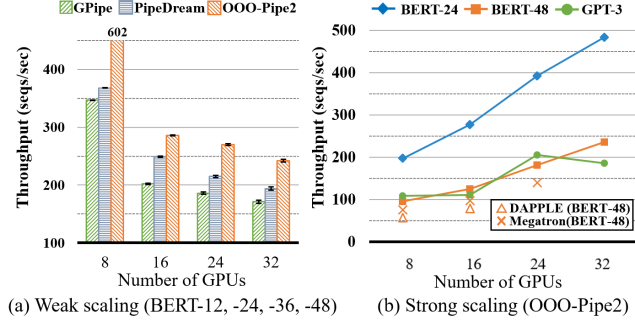 GPipe PipeDream OOO-Pipe2
602
Throughput (seqs/sec)
400
300
200
100
8 16 24 32
Number of GPUs
(a) Weak scaling (BERT-12, -24, -36, -48)
BERT-24 BERT-48 GPT-3
Throughput (seqs/sec)
500
400
300
200
100
0
DAPPLE (BERT-48)
Megatron(BERT-48)
8 16 24 32
Number of GPUs
(b) Strong scaling (OOO-Pipe2)